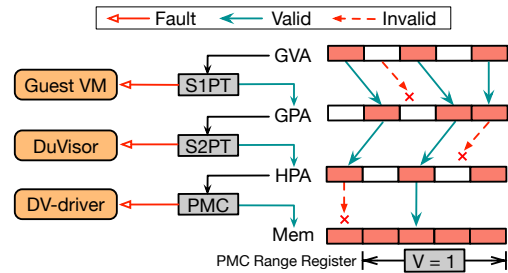 Fault Valid Invalid
GVA
Guest VM S1PT
GPA
DuVisor S2PT
HPA
DV-driver PMC
Mem
PMC Range Register V = 1